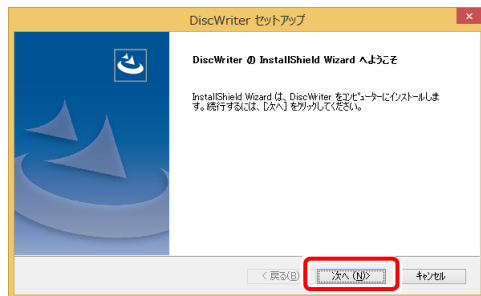 DiscWriter セットアップ
DiscWriter の InstallShield Wizard へようこそ
InstallShield Wizard は、DiscWriter をコンピューターにインストールしま
す。続行するには、[次へ] をクリックしてください。
< 戻る(B)
次へ (N)>
キャンセル